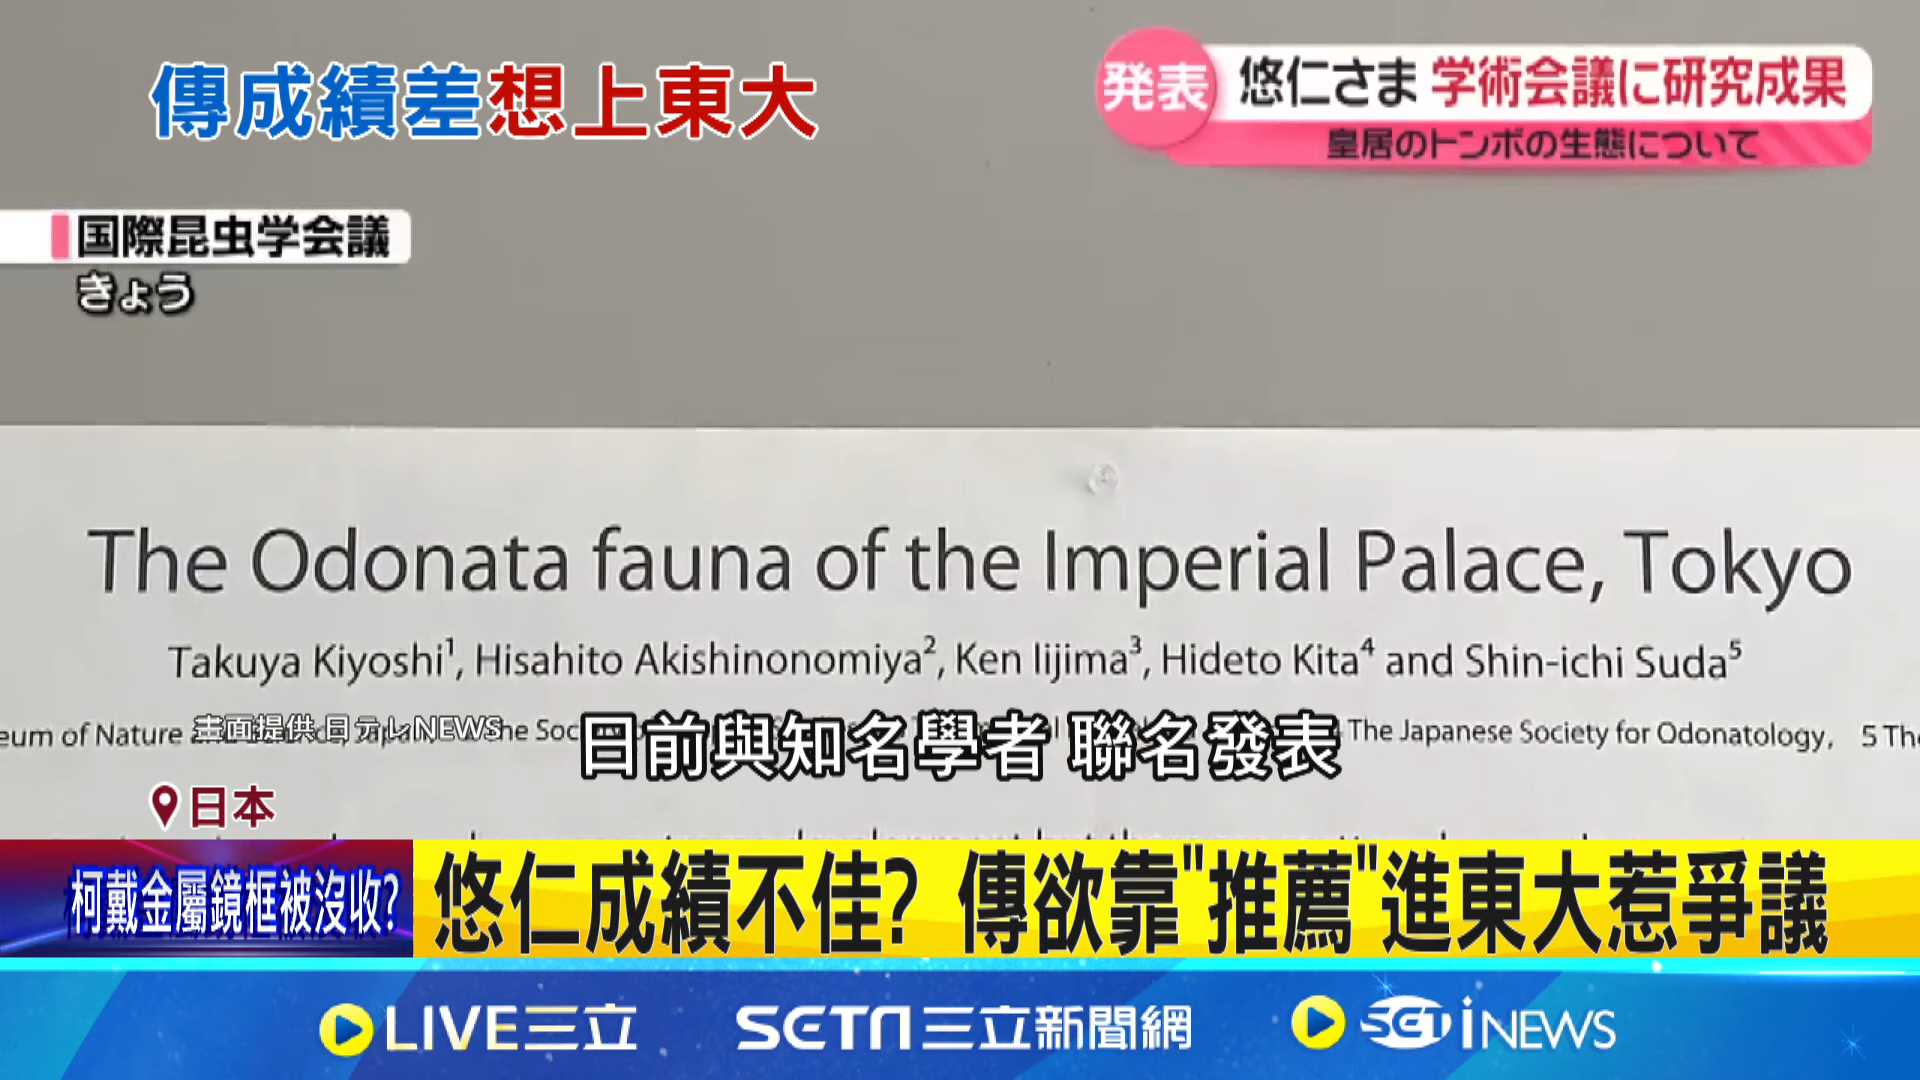 傳成績差想上東大
発表
悠仁さま 学術会議に研究成果
皇居のトンボの生態について
国際昆虫学会議
きょう
The Odonata fauna of the Imperial Palace, Tokyo
Takuya Kiyoshi¹, Hisahito Akishinonomiya², Ken Iijima³, Hideto Kita⁴ and Shin-ichi Suda⁵
eum of Nature
The Japanese Society for Odonatology, 5 The
畫面提供 日テレNEWS
日前與知名學者 聯名發表
日本
柯戴金屬鏡框被沒收?
悠仁成績不佳? 傳欲靠"推薦"進東大惹爭議
LIVE三立
SETN三立新聞網
SETiNEWS